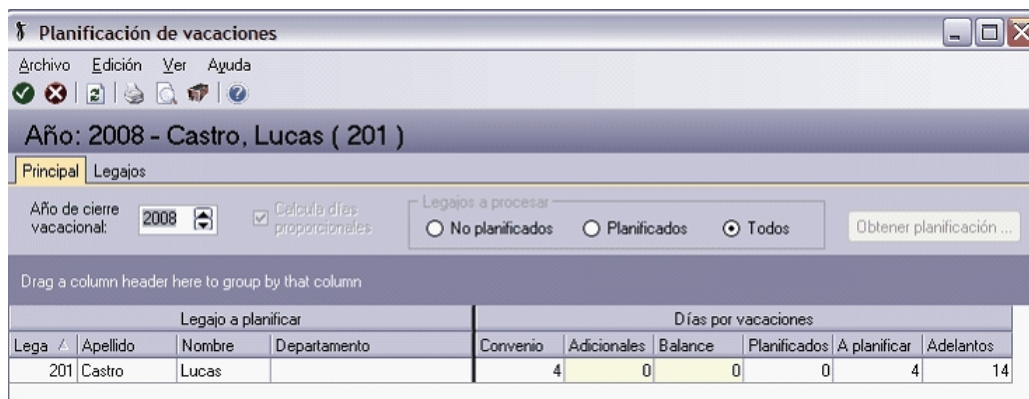 Planificación de vacaciones
Archivo Edición Ver Ayuda
Año: 2008 - Castro, Lucas ( 201 )
Principal Legajos
Año de cierre vacacional: 2008
Calcula días proporcionales
Legajos a procesar
No planificados Planificados Todos
Obtener planificación ...
Drag a column header here to group by that column
Legajo a planificar Días por vacaciones
Lega Apellido Nombre Departamento Convenio Adicionales Balance Planificados A planificar Adelantos
201 Castro Lucas 4 0 0 0 4 14